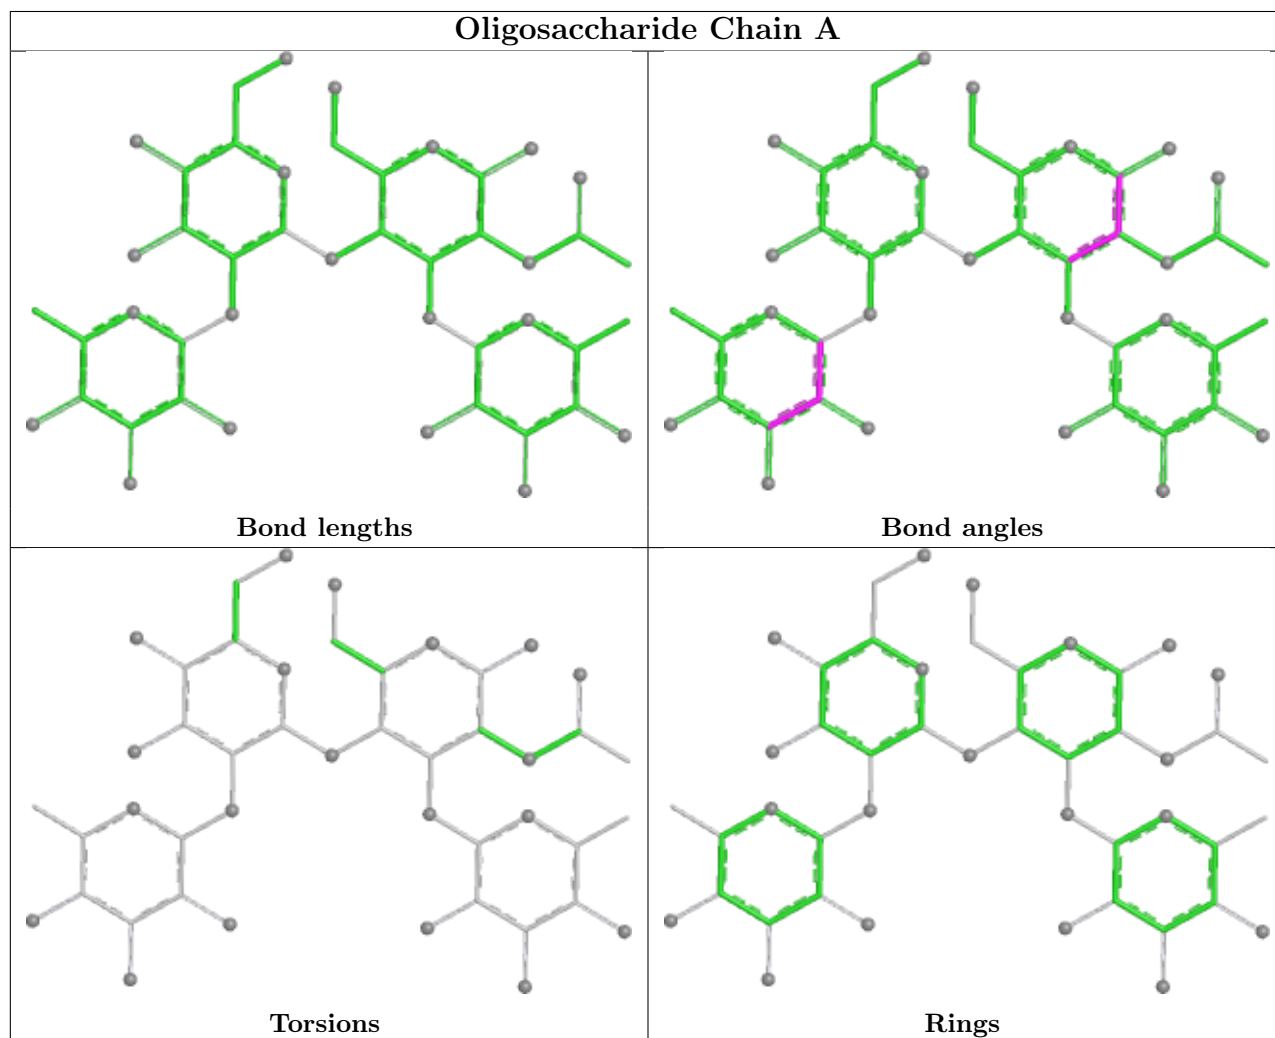 Oligosaccharide Chain A
Bond lengths
Bond angles
Torsions
Rings